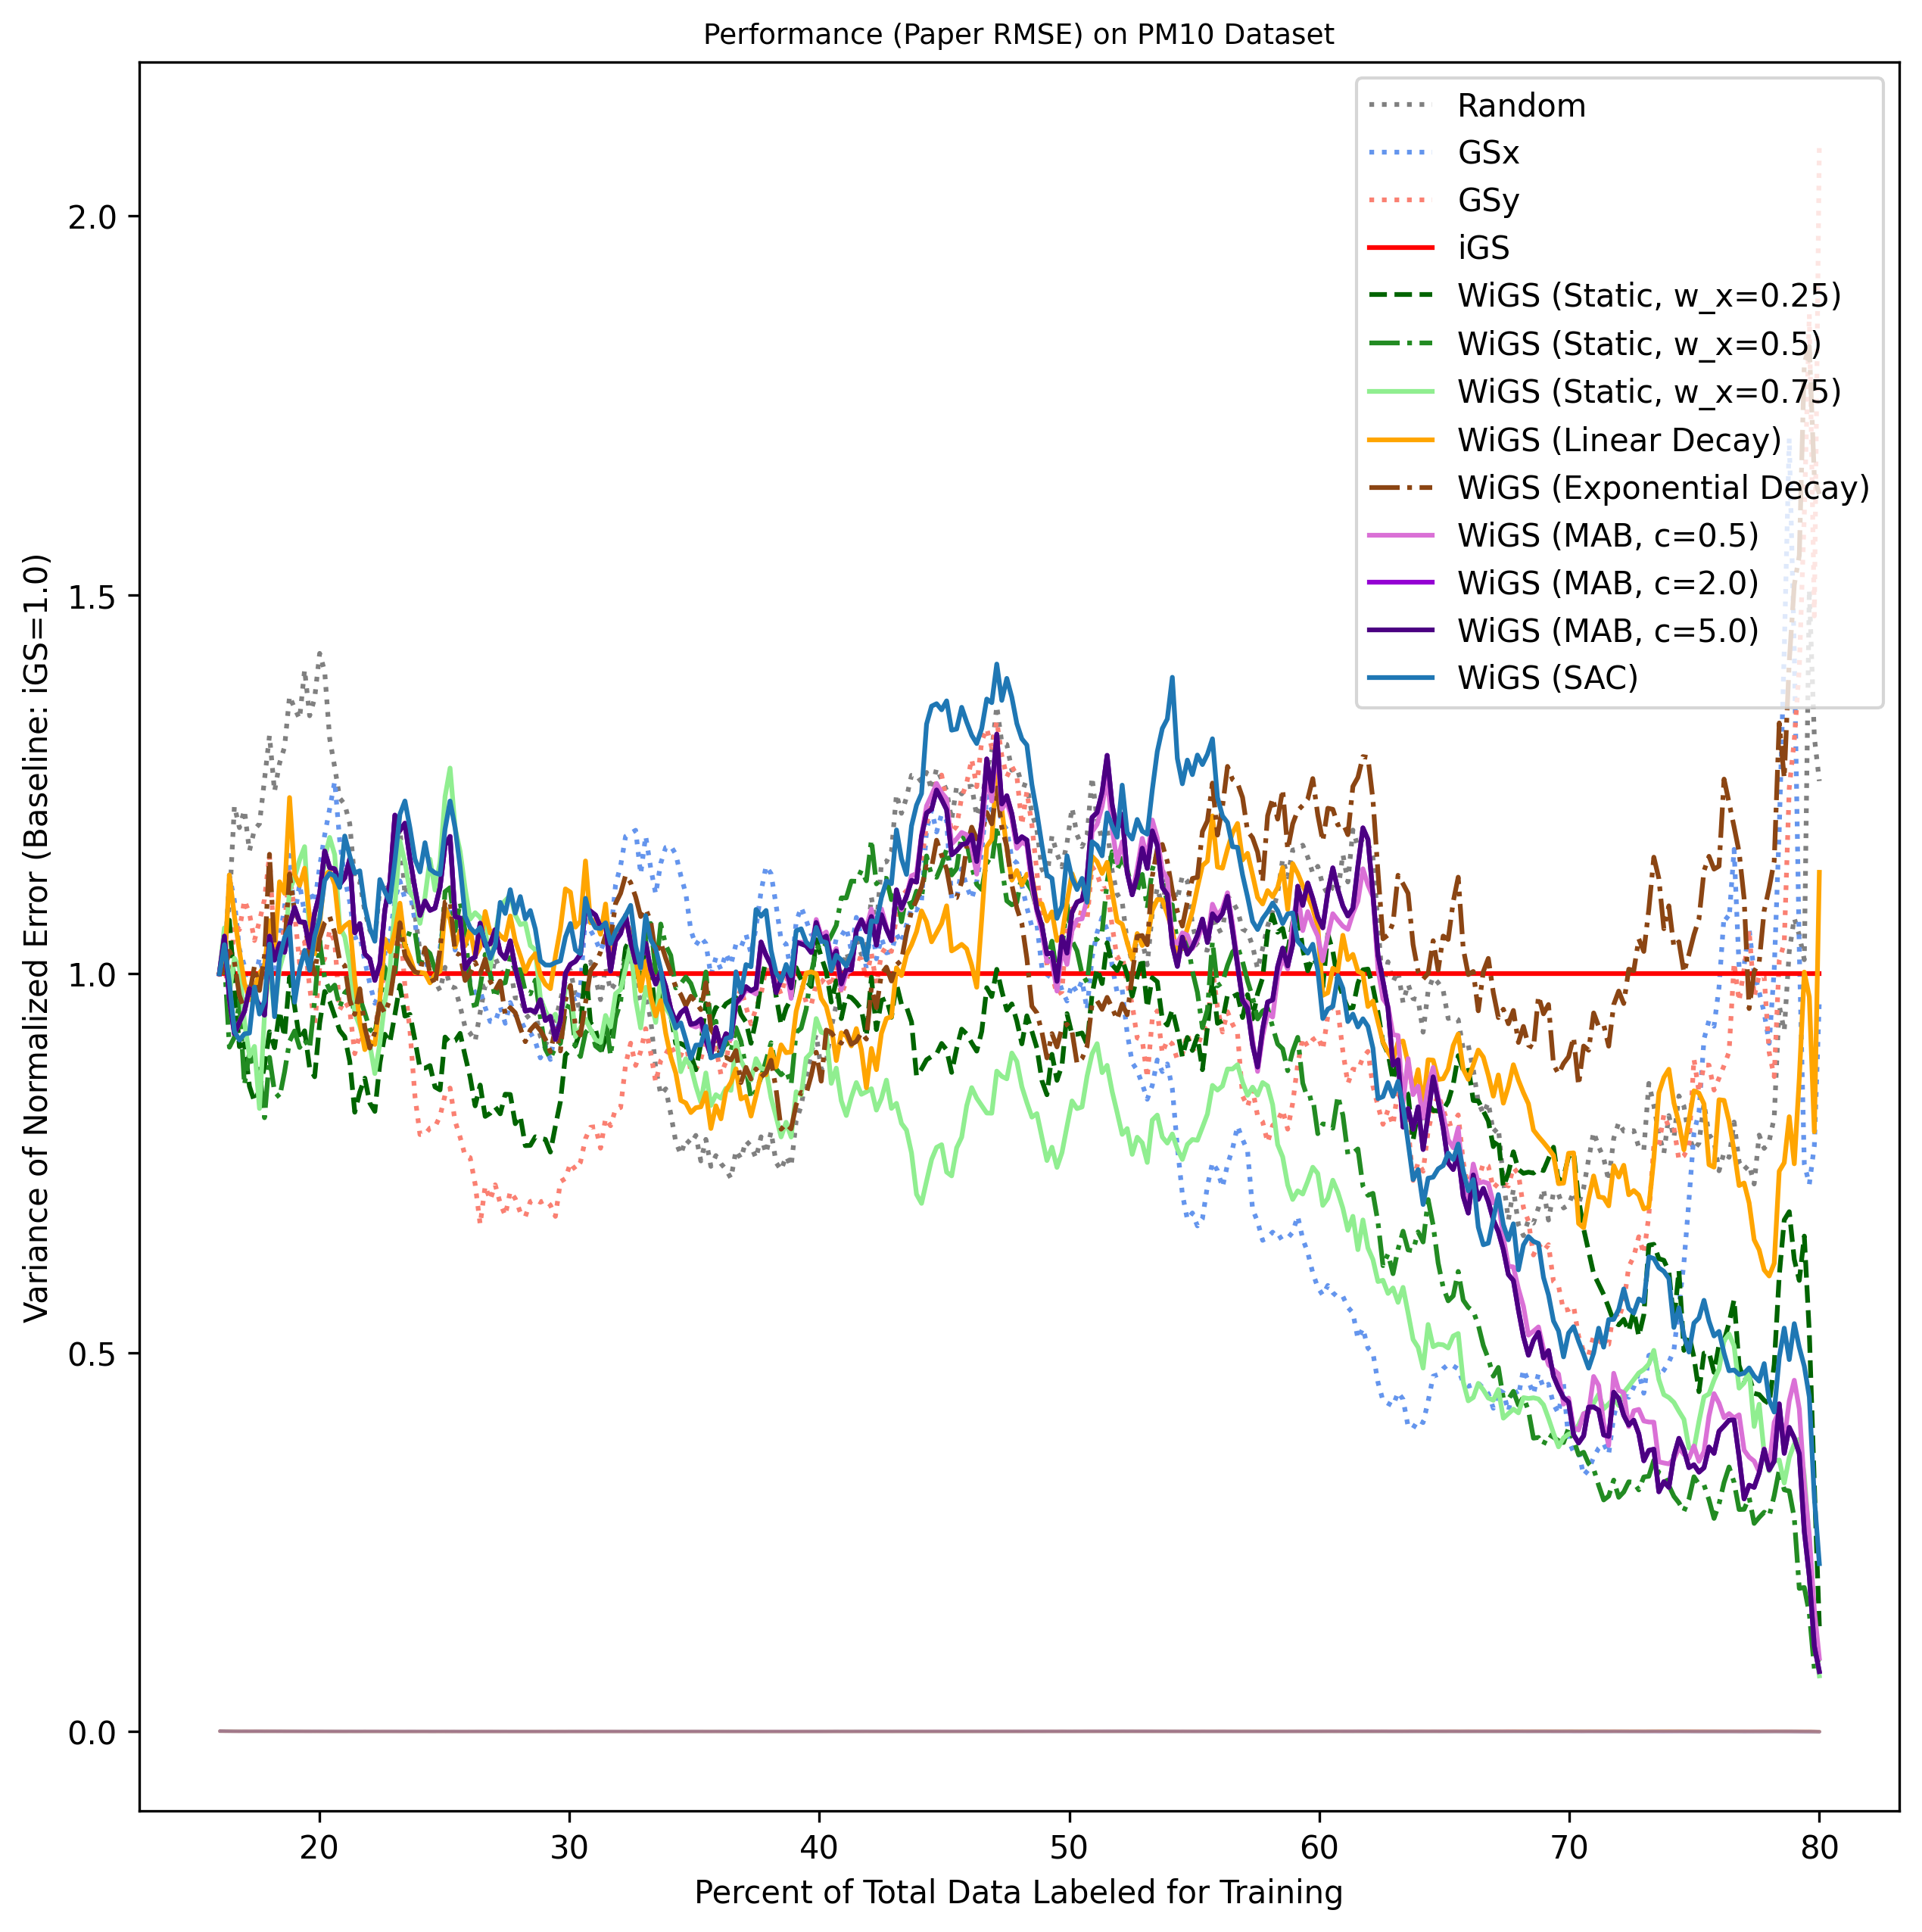 Performance (Paper RMSE) on PM10 Dataset
Variance of Normalized Error (Baseline: iGS=1.0)
2.0
1.5
1.0
0.5
0.0
Random
GSx
GSy
iGS
WiGS (Static, w_x=0.25)
WiGS (Static, w_x=0.5)
WiGS (Static, w_x=0.75)
WiGS (Linear Decay)
WiGS (Exponential Decay)
WiGS (MAB, c=0.5)
WiGS (MAB, c=2.0)
WiGS (MAB, c=5.0)
WiGS (SAC)
20 30 40 50 60 70 80
Percent of Total Data Labeled for Training